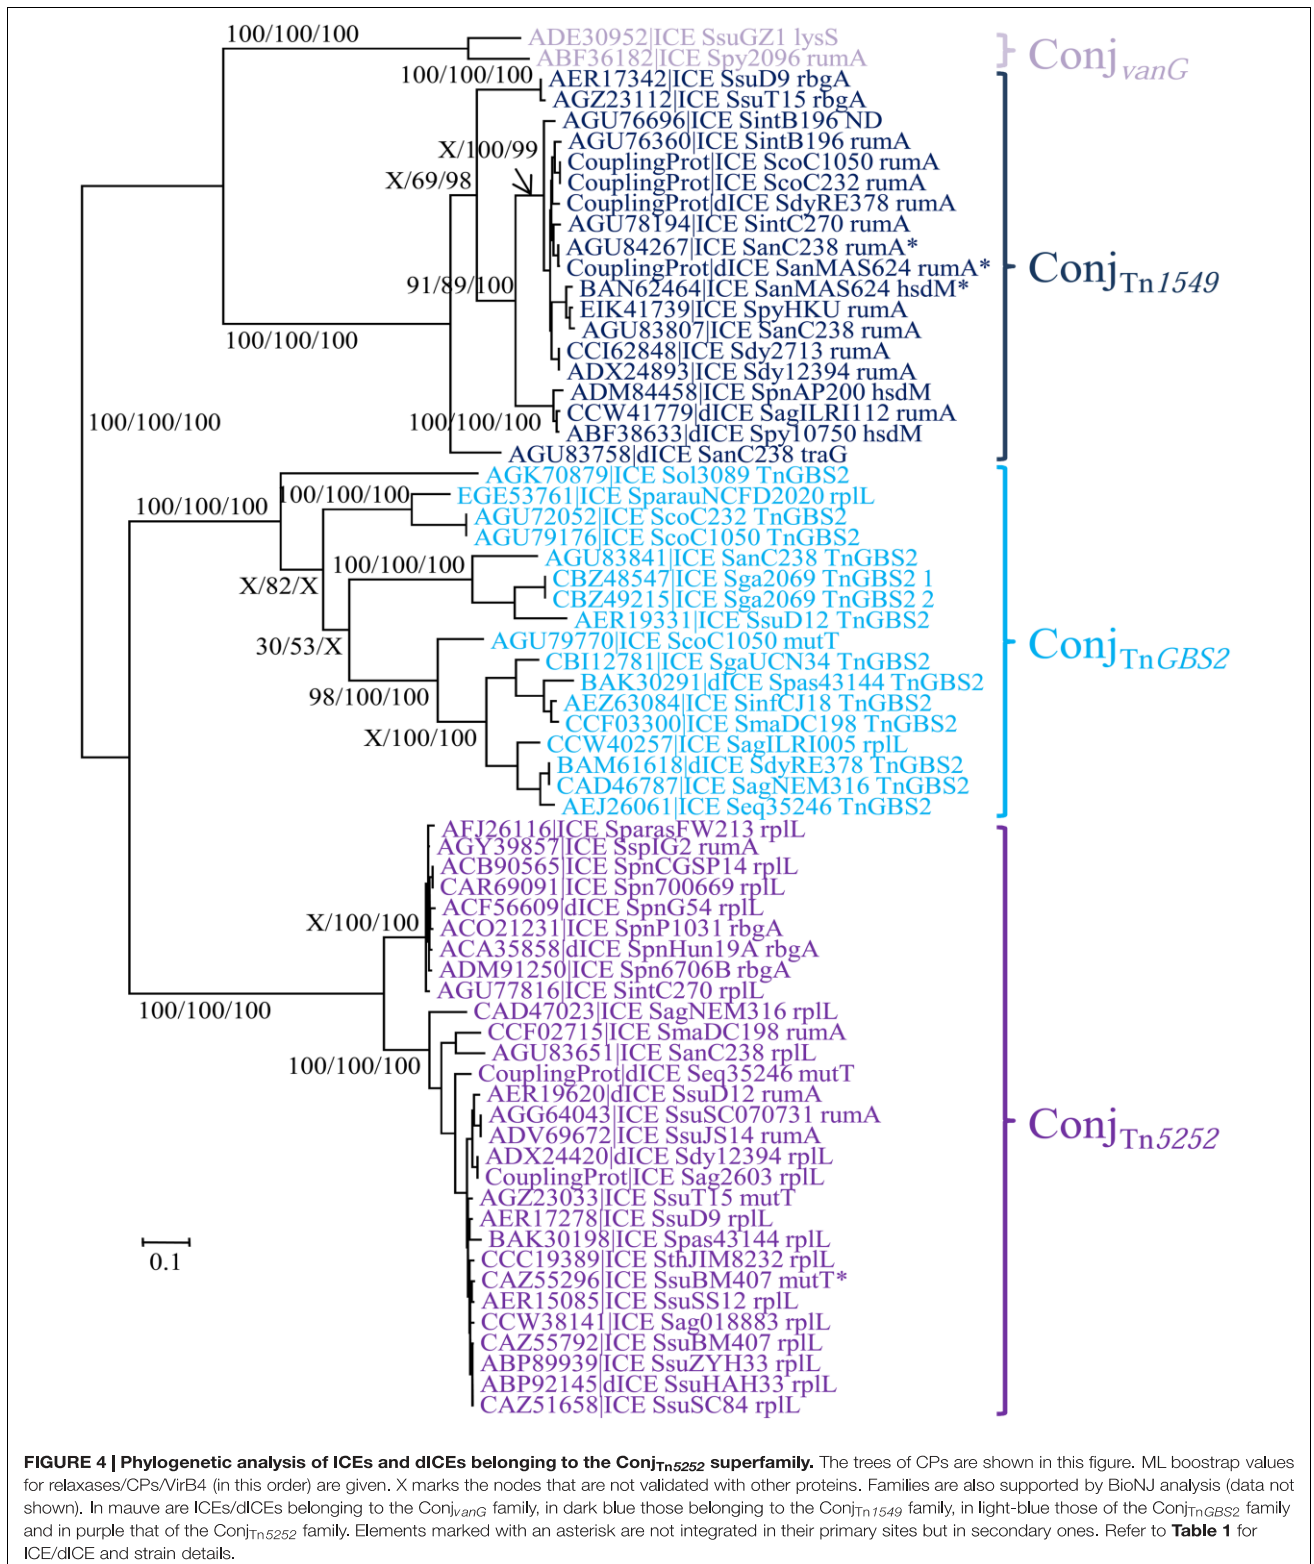 100/100/100
ADE30952|ICE SsuGZ1 lysS
ABF36182|ICE Spy2096 rumA
Conj vanG
100/100/100
AER17342|ICE SsuD9 rbgA
AGZ23112|ICE SsuT15 rbgA
AGU76696|ICE SintB196 ND
X/100/99
AGU76360|ICE SintB196 rumA
CouplingProt|ICE ScoC1050 rumA
X/69/98
CouplingProt|ICE ScoC232 rumA
CouplingProt|dICE SdyRE378 rumA
AGU78194|ICE SintC270 rumA
AGU84267|ICE SanC238 rumA*
CouplingProt|dICE SanMAS624 rumA*
Conj Tn1549
91/89/100
BAN62464|ICE SanMAS624 hsdM*
EIK41739|ICE SpyHKU rumA
AGU83807|ICE SanC238 rumA
100/100/100
CCI62848|ICE Sdy2713 rumA
ADX24893|ICE Sdy12394 rumA
ADM84458|ICE SpnAP200 hsdM
CCW41779|dICE SagILRI112 rumA
100/100/100
100/100/100
ABF38633|dICE Spy10750 hsdM
AGU83758|dICE SanC238 traG
AGK70879|ICE Sol3089 TnGBS2
100/100/100
EGE53761|ICE SparauNCFD2020 rplL
100/100/100
AGU72052|ICE ScoC232 TnGBS2
AGU79176|ICE ScoC1050 TnGBS2
AGU83841|ICE SanC238 TnGBS2
100/100/100
CBZ48547|ICE Sga2069 TnGBS2 1
X/82/X
CBZ49215|ICE Sga2069 TnGBS2 2
AER19331|ICE SsuD12 TnGBS2
30/53/X
AGU79770|ICE ScoC1050 mutT
Conj TnGBS2
CBI12781|ICE SgaUCN34 TnGBS2
BAK30291|dICE Spas43144 TnGBS2
98/100/100
AEZ63084|ICE SinfCJ18 TnGBS2
CCF03300|ICE SmaDC198 TnGBS2
X/100/100
CCW40257|ICE SagILRI005 rplL
BAM61618|dICE SdyRE378 TnGBS2
CAD46787|ICE SagNEM316 TnGBS2
AEJ26061|ICE Seq35246 TnGBS2
AFJ26116|ICE SparasFW213 rplL
AGY39857|ICE SspIG2 rumA
ACB90565|ICE SpnCGSP14 rplL
CAR69091|ICE Spn700669 rplL
ACF56609|dICE SpnG54 rplL
X/100/100
ACO21231|ICE SpnP1031 rbgA
ACA35858|dICE SpnHun19A rbgA
ADM91250|ICE Spn6706B rbgA
AGU77816|ICE SintC270 rplL
100/100/100
CAD47023|ICE SagNEM316 rplL
CCF02715|ICE SmaDC198 rumA
AGU83651|ICE SanC238 rplL
100/100/100
CouplingProt|dICE Seq35246 mutT
AER19620|dICE SsuD12 rumA
AGG64043|ICE SsuSC070731 rumA
Conj Tn5252
ADV69672|ICE SsuJS14 rumA
ADX24420|dICE Sdy12394 rplL
CouplingProt|ICE Sag2603 rplL
AGZ23033|ICE SsuT15 mutT
AER17278|ICE SsuD9 rplL
BAK30198|ICE Spas43144 rplL
CCC19389|ICE SthJIM8232 rplL
0.1
CAZ55296|ICE SsuBM407 mutT*
AER15085|ICE SsuSS12 rplL
CCW38141|ICE Sag018883 rplL
CAZ55792|ICE SsuBM407 rplL
ABP89939|ICE SsuZYH33 rplL
ABP92145|dICE SsuHAH33 rplL
CAZ51658|ICE SsuSC84 rplL
FIGURE 4 | Phylogenetic analysis of ICEs and dICEs belonging to the ConjTn5252 superfamily. The trees of CPs are shown in this figure. ML boostrap values
for relaxases/CPs/VirB4 (in this order) are given. X marks the nodes that are not validated with other proteins. Families are also supported by BioNJ analysis (data not
shown). In mauve are ICEs/dICEs belonging to the ConjvanG family, in dark blue those belonging to the ConjTn1549 family, in light-blue those of the ConjTnGBS2 family
and in purple that of the ConjTn5252 family. Elements marked with an asterisk are not integrated in their primary sites but in secondary ones. Refer to Table 1 for
ICE/dICE and strain details.